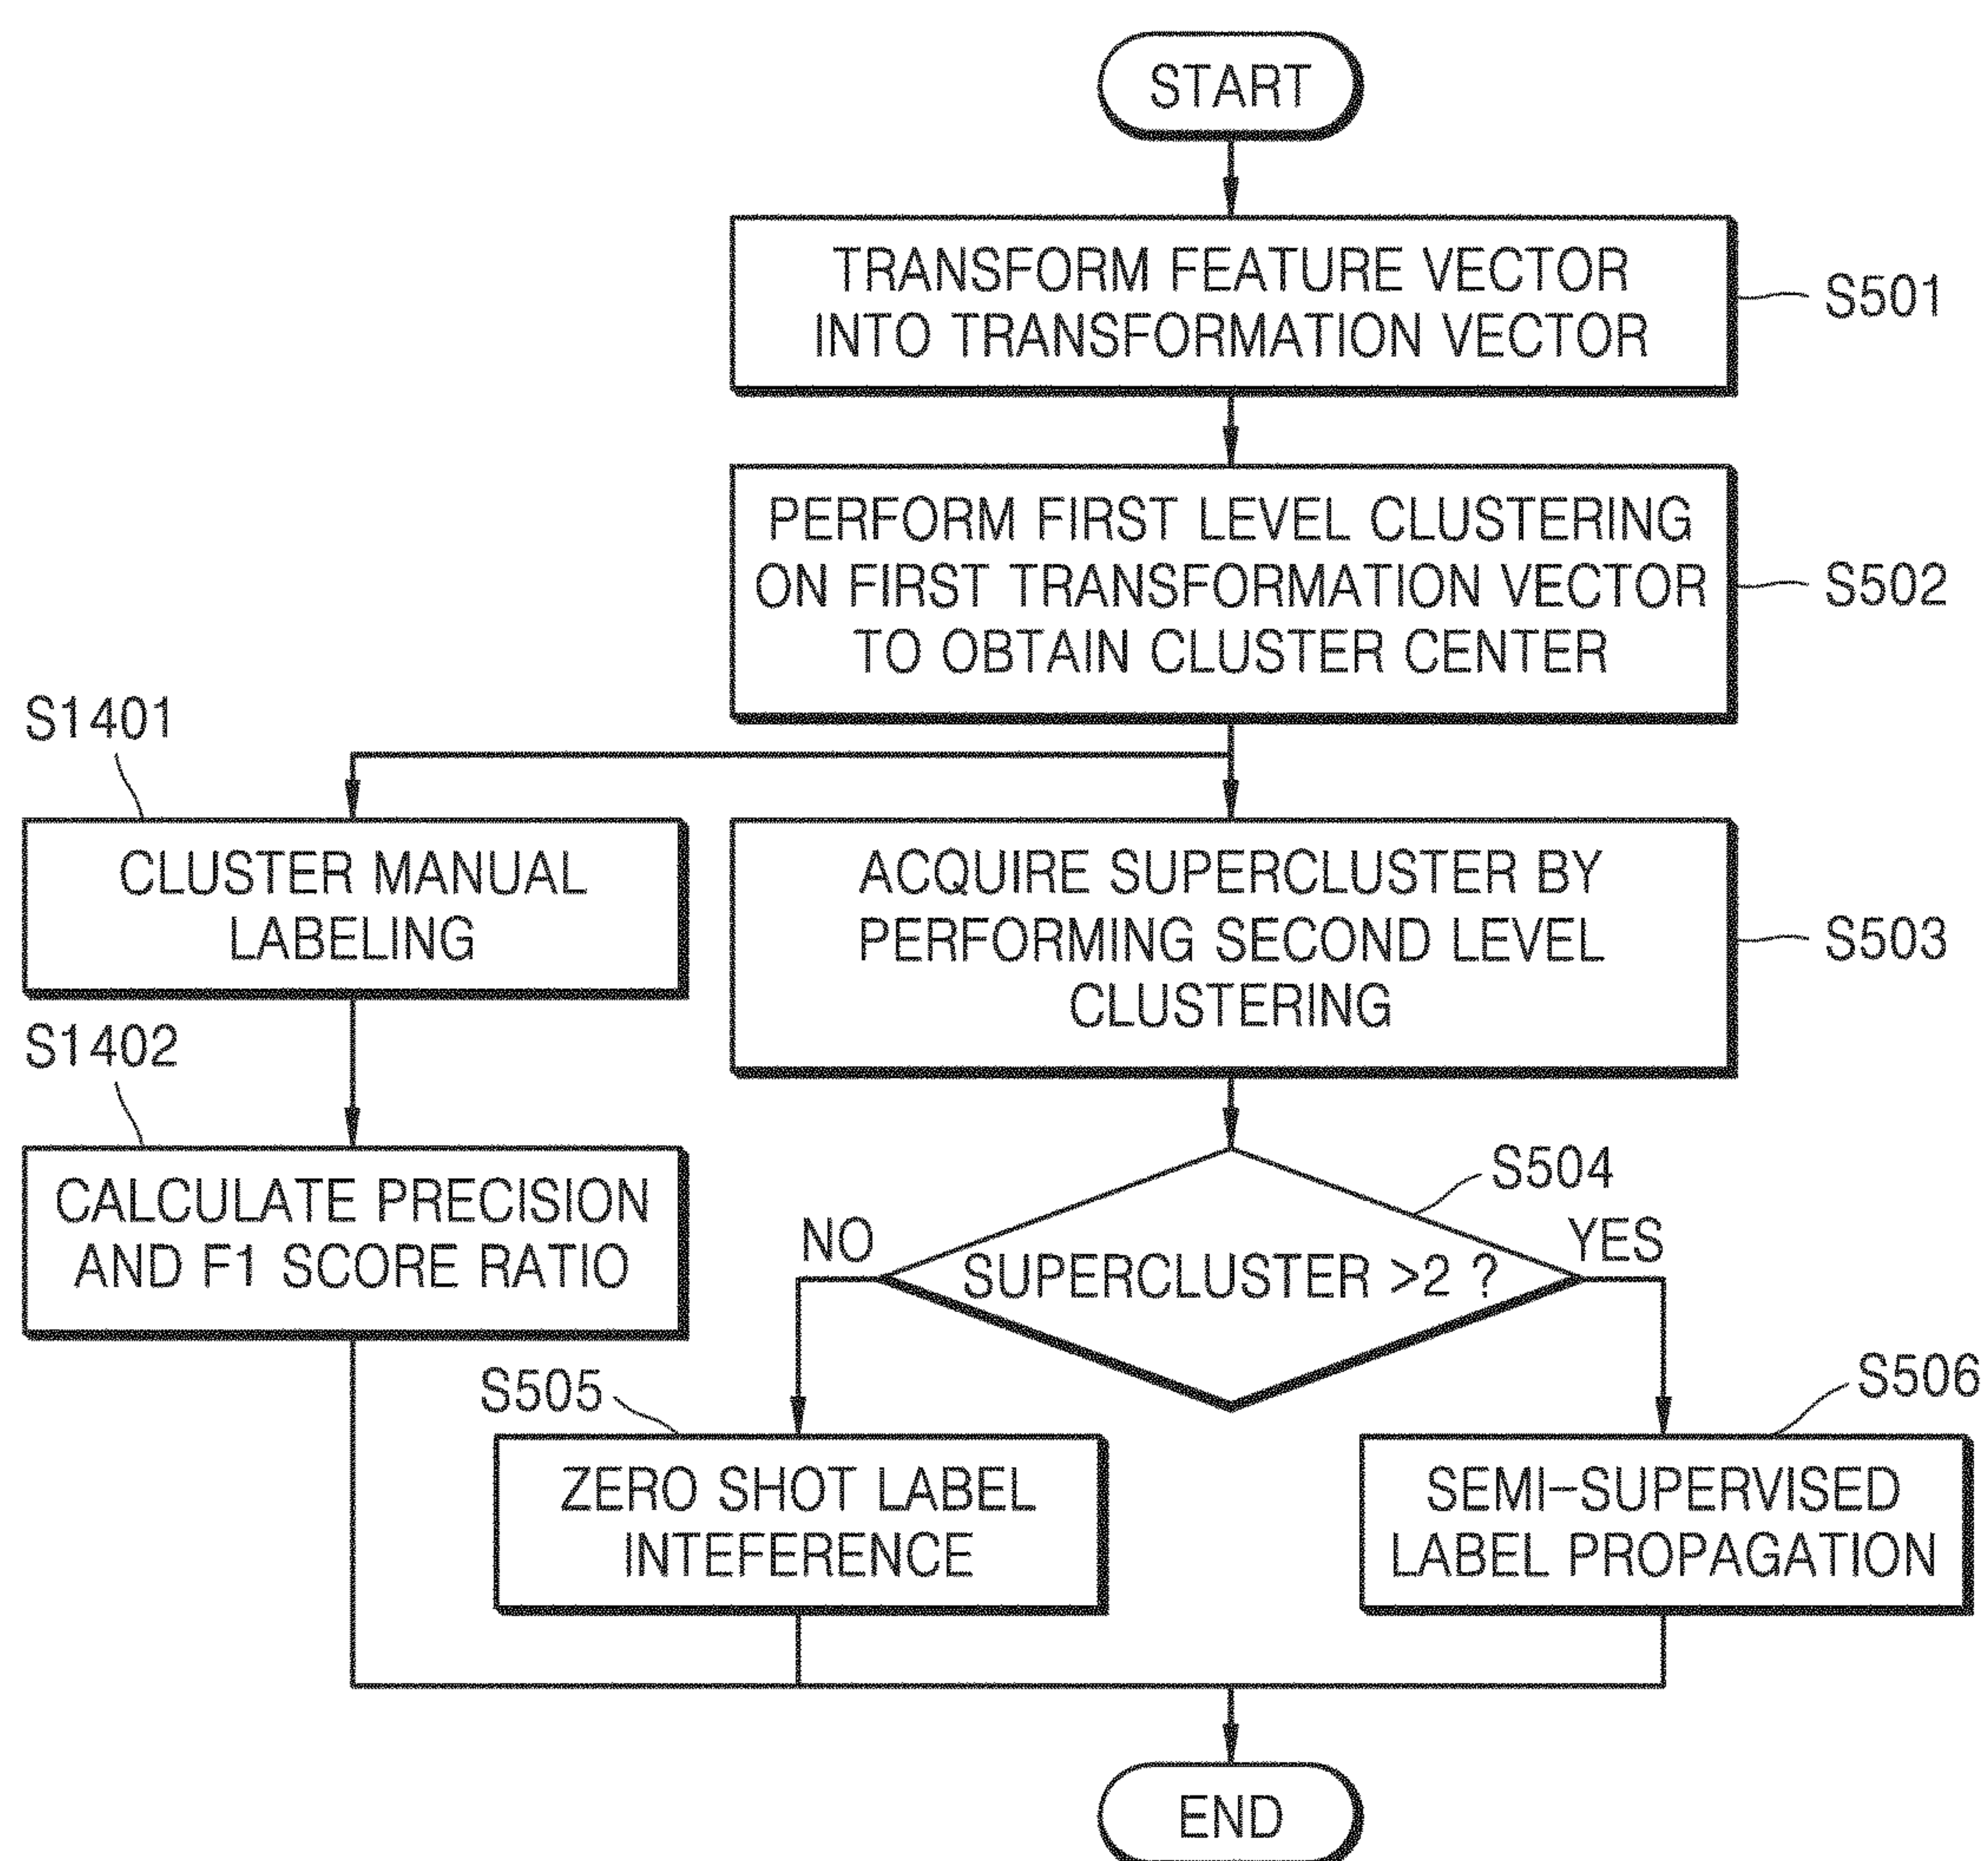 START
TRANSFORM FEATURE VECTOR
INTO TRANSFORMATION VECTOR
S501
PERFORM FIRST LEVEL CLUSTERING
ON FIRST TRANSFORMATION VECTOR
TO OBTAIN CLUSTER CENTER
S502
S1401
CLUSTER MANUAL
LABELING
ACQUIRE SUPERCLUSTER BY
PERFORMING SECOND LEVEL
CLUSTERING
S503
S1402
CALCULATE PRECISION
AND F1 SCORE RATIO
S504
NO
SUPERCLUSTER >2 ?
YES
S505
ZERO SHOT LABEL
INTEFERENCE
S506
SEMI-SUPERVISED
LABEL PROPAGATION
END